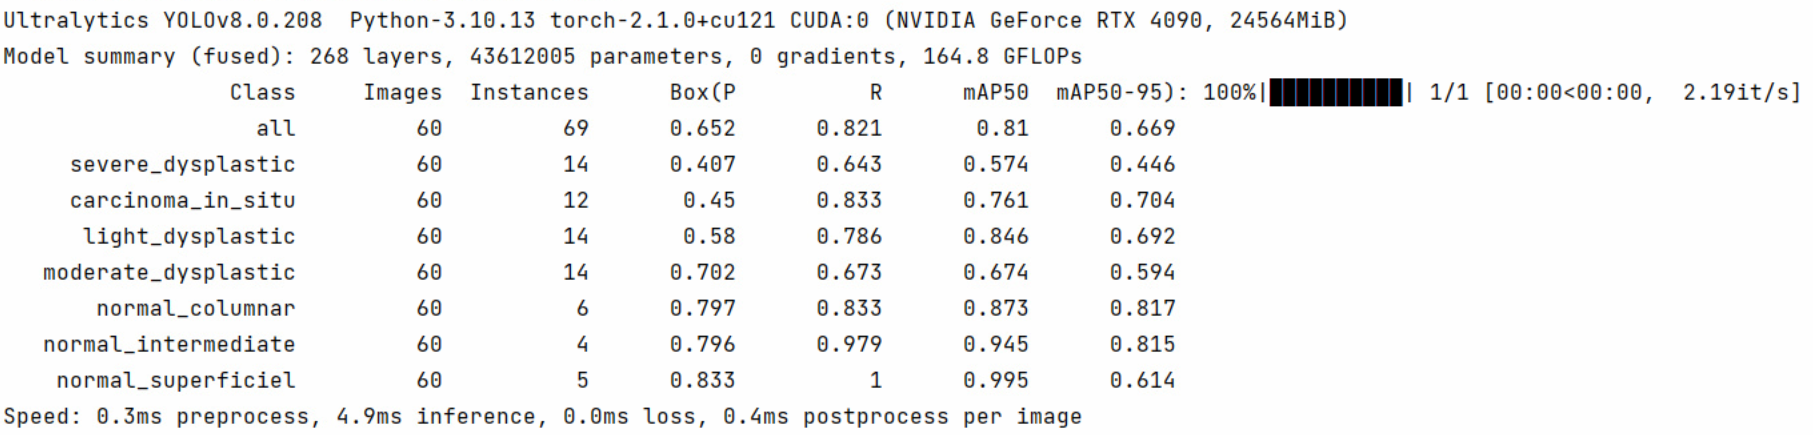 Ultralytics YOLOv8.0.208 Python-3.10.13 torch-2.1.0+cu121 CUDA:0 (NVIDIA GeForce RTX 4090, 24564MiB)
Model summary (fused): 268 layers, 43612005 parameters, 0 gradients, 164.8 GFLOPs
Class Images Instances Box(P R mAP50 mAP50-95): 100%|██████████| 1/1 [00:00<00:00, 2.19it/s]
all 60 69 0.652 0.821 0.81 0.669
severe_dysplastic 60 14 0.407 0.643 0.574 0.446
carcinoma_in_situ 60 12 0.45 0.833 0.761 0.704
light_dysplastic 60 14 0.58 0.786 0.846 0.692
moderate_dysplastic 60 14 0.702 0.673 0.674 0.594
normal_columnar 60 6 0.797 0.833 0.873 0.817
normal_intermediate 60 4 0.796 0.979 0.945 0.815
normal_superficiel 60 5 0.833 1 0.995 0.614
Speed: 0.3ms preprocess, 4.9ms inference, 0.0ms loss, 0.4ms postprocess per image